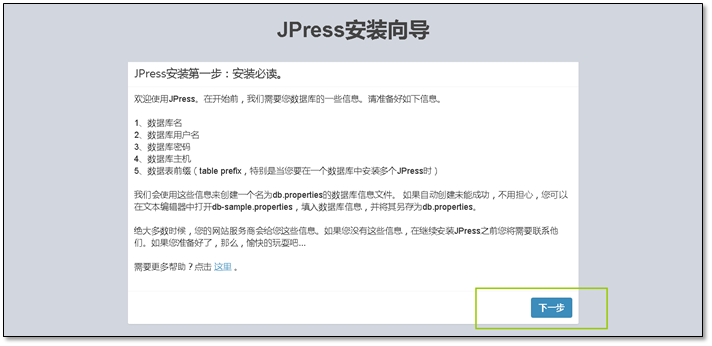 JPress安装向导
JPress安装第一步：安装必读。
欢迎使用JPress。在开始前，我们需要您数据库的一些信息。请准备好如下信息。
1、数据库名
2、数据库用户名
3、数据库密码
4、数据库主机
5、数据表前缀（table prefix，特别是当您要在一个数据库中安装多个JPress时）
我们会使用这些信息来创建一个名为db.properties的数据库信息文件。 如果自动创建未能成功，不用担心，您可以
在文本编辑器中打开db-sample.properties，填入数据库信息，并将其另存为db.properties。
绝大多数时候，您的网站服务商会给您这些信息。如果您没有这些信息，在继续安装JPress之前您将需要联系他
们。如果您准备好了，那么，愉快的玩耍吧...
需要更多帮助？点击 这里 。
下一步